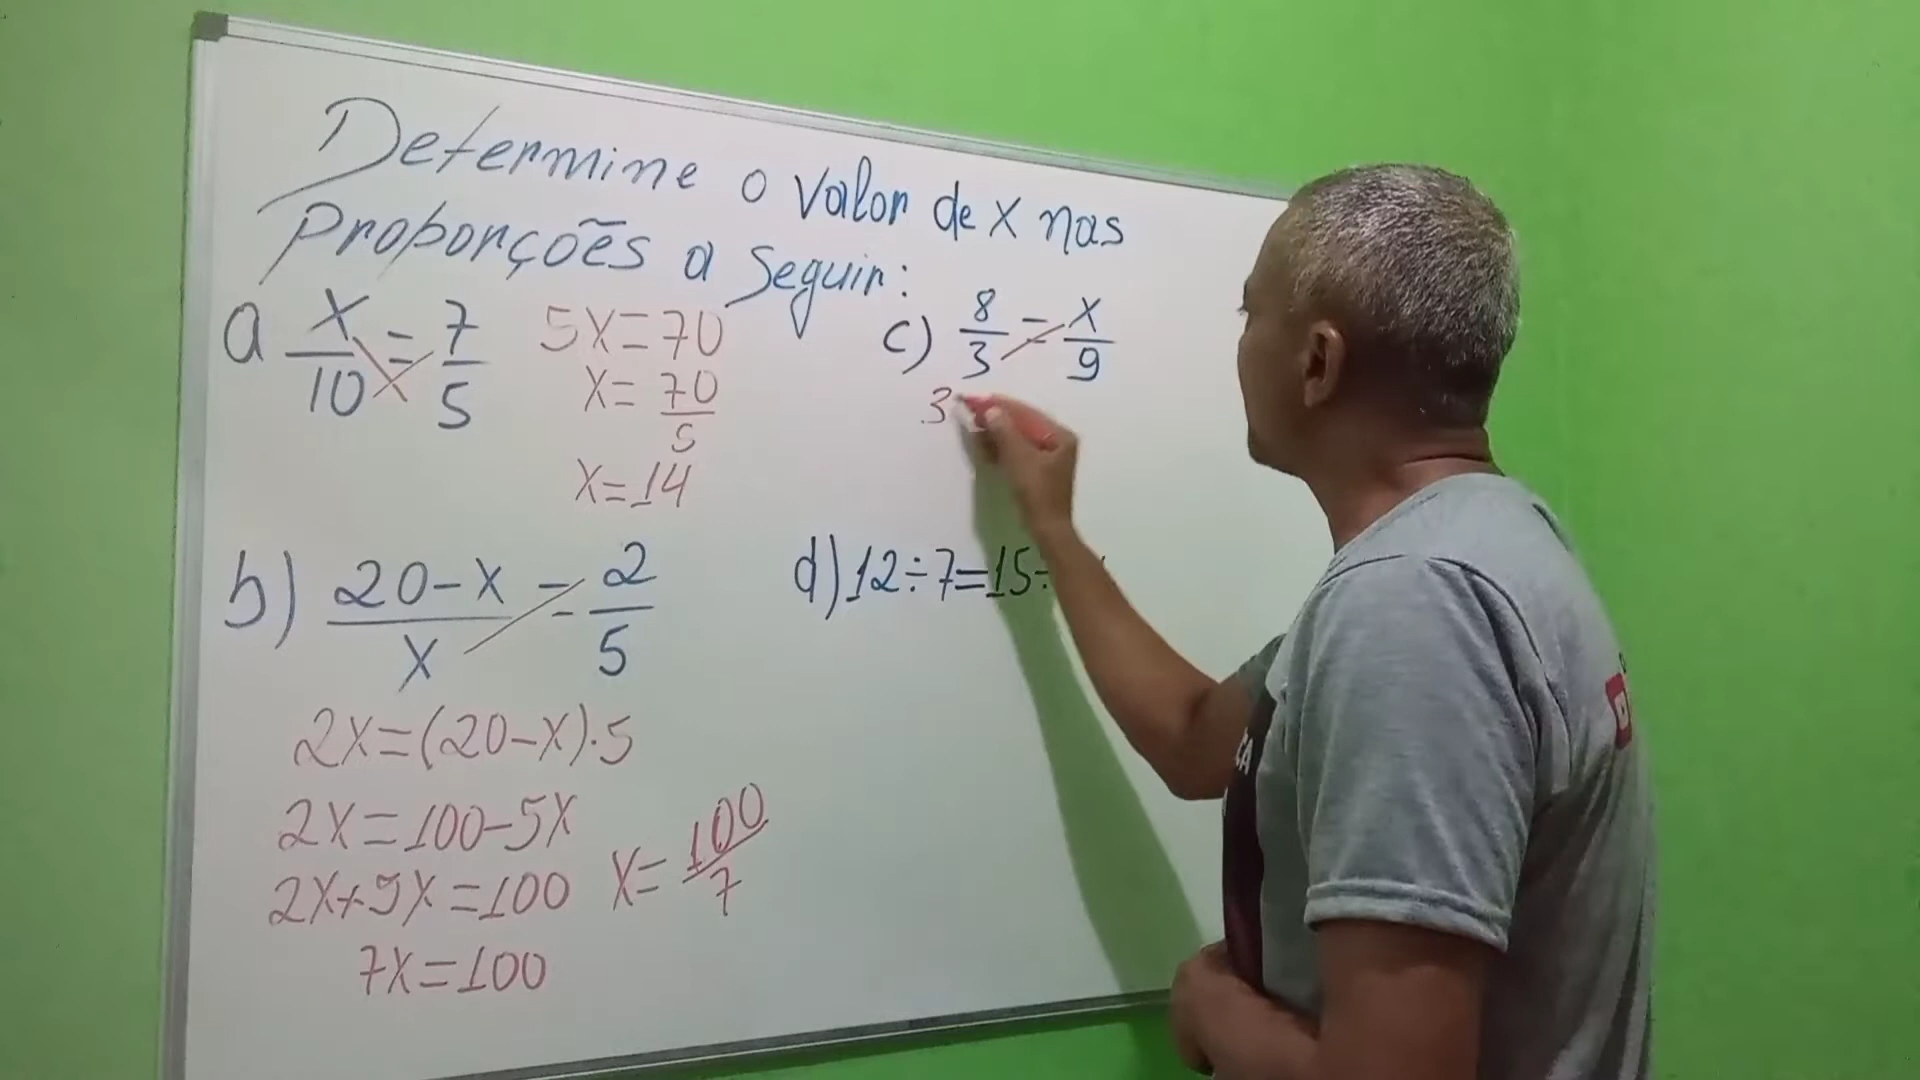 Determine o valor de x nas
Proporções a seguir:
a x/10 = 7/5
5x=70
x= 70/5
x=14
b) 20-x/x = 2/5
2x=(20-x).5
2x=100-5x
2x+5x=100
7x=100
x= 100/7
c) 8/3 = x/9
3
d) 12÷7=15÷